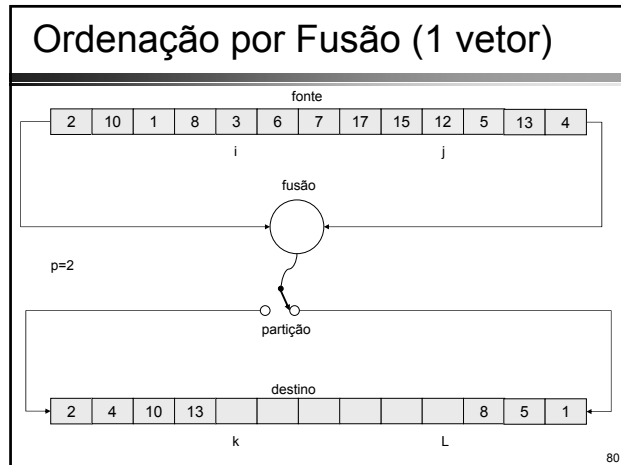 Ordenação por Fusão (1 vetor)
fonte
2 10 1 8 3 6 7 17 15 12 5 13 4
i j
fusão
p=2
partição
destino
2 4 10 13 8 5 1
k L
80